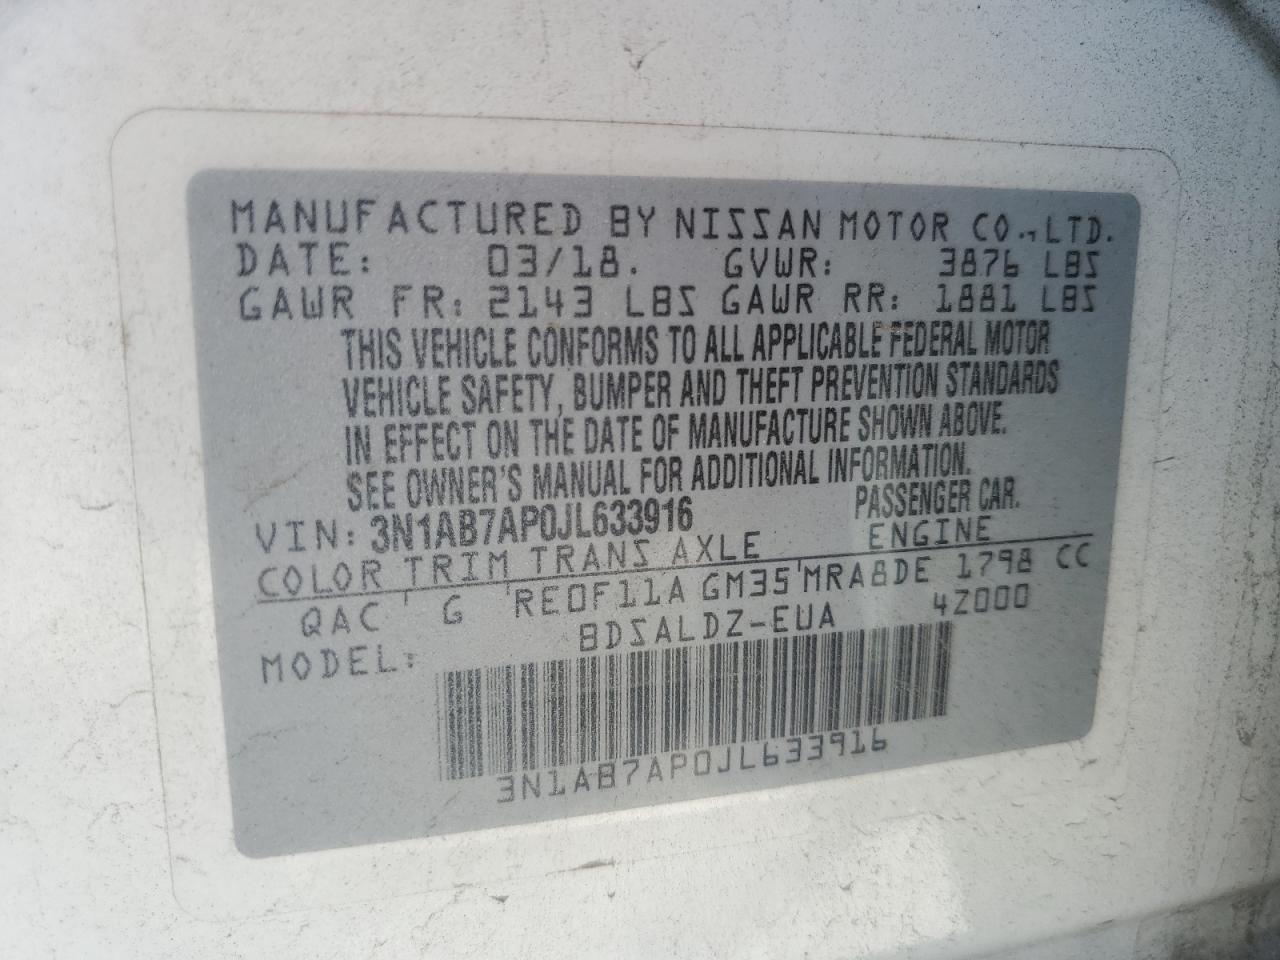 MANUFACTURED BY NISSAN MOTOR CO., LTD.
DATE: 03/18. GVWR: 3876 LBS
GAWR FR: 2143 LBS GAWR RR: 1881 LBS
THIS VEHICLE CONFORMS TO ALL APPLICABLE FEDERAL MOTOR
VEHICLE SAFETY, BUMPER AND THEFT PREVENTION STANDARDS
IN EFFECT ON THE DATE OF MANUFACTURE SHOWN ABOVE.
SEE OWNER'S MANUAL FOR ADDITIONAL INFORMATION.
VIN: 3N1AB7AP0JL633916 PASSENGER CAR.
COLOR TRIM TRANS AXLE ENGINE
QAC G RE0F11A GM35 MRA8DE 1798 CC
MODEL: BDSALDZ-EUA 4Z000
3N1AB7AP0JL633916